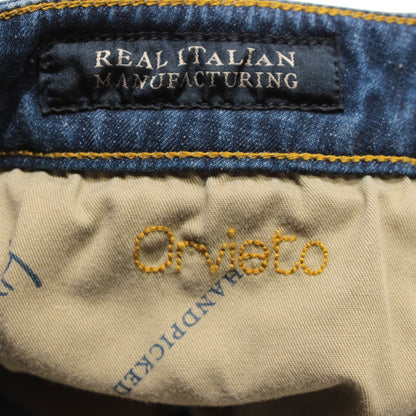 REAL ITALIAN
MANUFACTURING
Orvieto
HANDPICKED